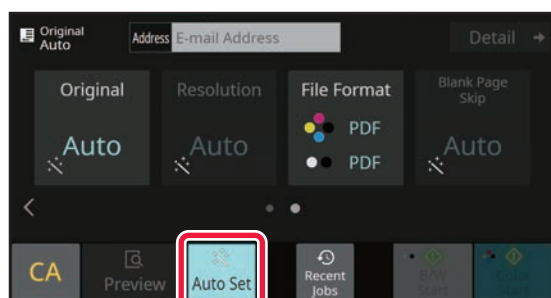 Original
Auto
Address
E-mail Address
Detail
Original
Auto
Resolution
Auto
File Format
PDF
PDF
Blank Page
Skip
Auto
CA
Preview
Auto Set
Recent
Jobs
B/W
Start
Color
Start